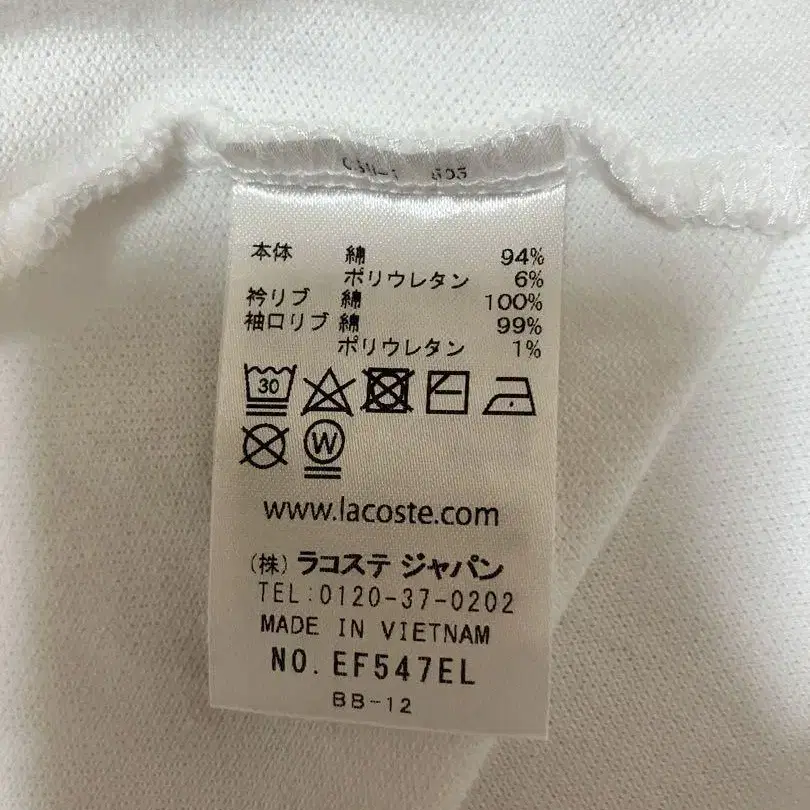 本体 綿 94%
ポリウレタン 6%
衿リブ 綿 100%
袖口リブ 綿 99%
ポリウレタン 1%
30
W
www.lacoste.com
(株) ラコステ ジャパン
TEL:0120-37-0202
MADE IN VIETNAM
NO. EF547EL
BB-12